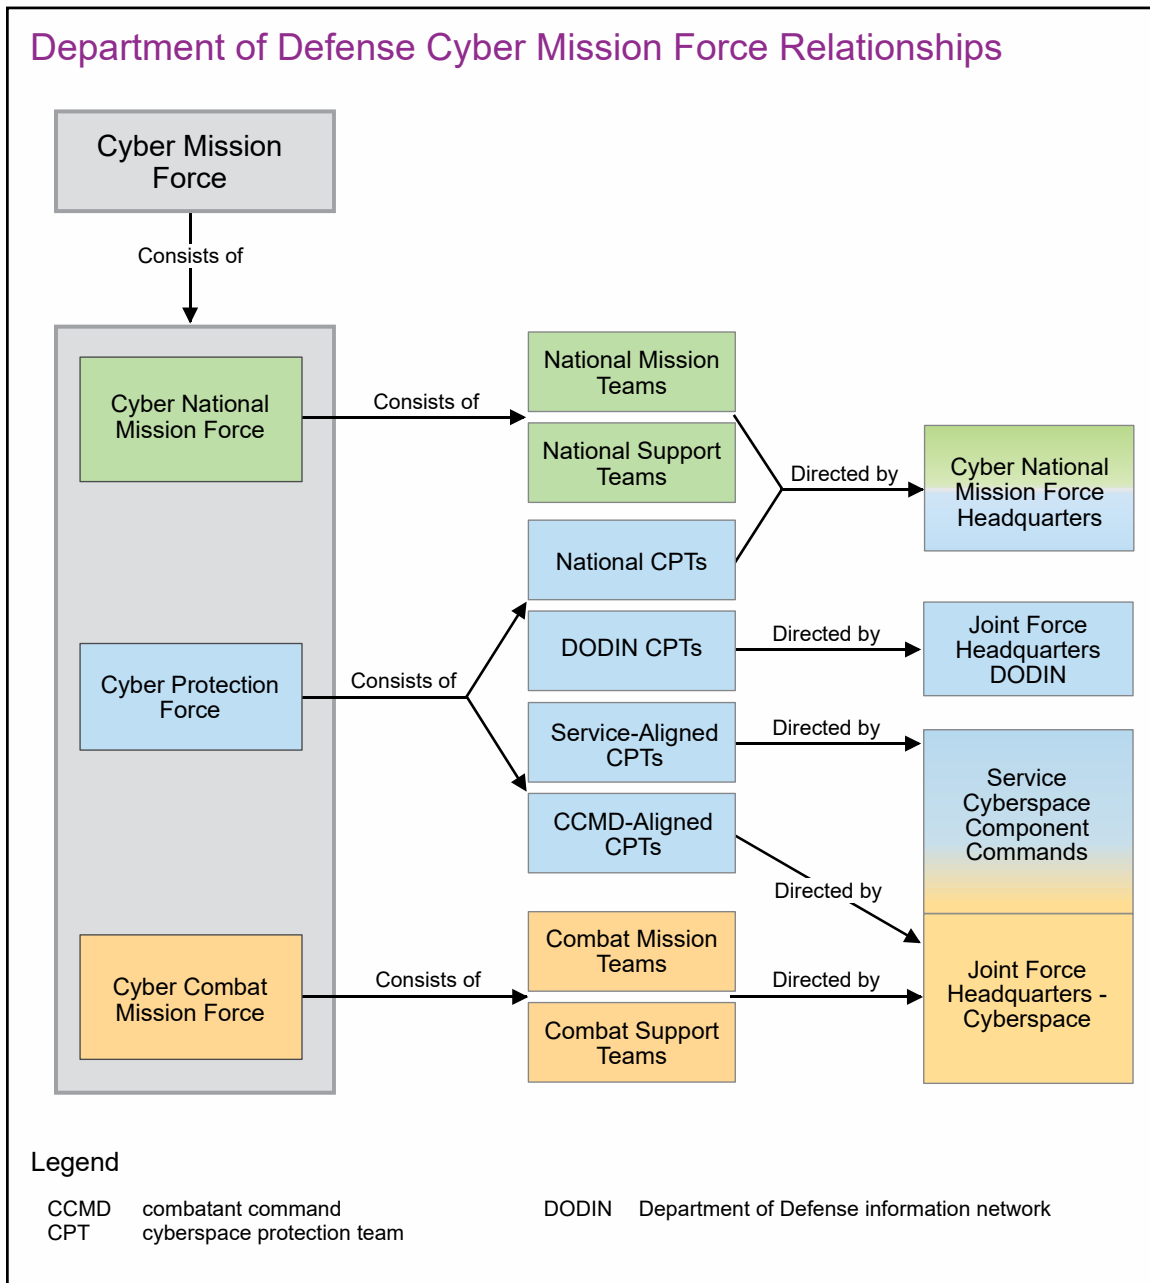 Department of Defense Cyber Mission Force Relationships
Cyber Mission
Force
Consists of
Cyber National
Mission Force
Consists of
National Mission
Teams
National Support
Teams
Directed by
Cyber National
Mission Force
Headquarters
Cyber Protection
Force
Consists of
National CPTs
DODIN CPTs
Directed by
Joint Force
Headquarters
DODIN
Service-Aligned
CPTs
Directed by
Service
Cyberspace
Component
Commands
CCMD-Aligned
CPTs
Directed by
Cyber Combat
Mission Force
Consists of
Combat Mission
Teams
Combat Support
Teams
Directed by
Joint Force
Headquarters -
Cyberspace
Legend
CCMD combatant command
CPT cyberspace protection team
DODIN Department of Defense information network